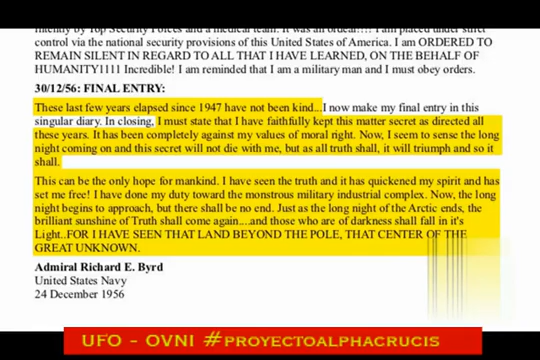 intently by Top Security Forces and a medical team. It was an ordeal!!!! I am placed under strict
control via the national security provisions of this United States of America. I am ORDERED TO
REMAIN SILENT IN REGARD TO ALL THAT I HAVE LEARNED, ON THE BEHALF OF
HUMANITY1111 Incredible! I am reminded that I am a military man and I must obey orders.
30/12/56: FINAL ENTRY:
These last few years elapsed since 1947 have not been kind...I now make my final entry in this
singular diary. In closing, I must state that I have faithfully kept this matter secret as directed all
these years. It has been completely against my values of moral right. Now, I seem to sense the long
night coming on and this secret will not die with me, but as all truth shall, it will triumph and so it
shall.
This can be the only hope for mankind. I have seen the truth and it has quickened my spirit and has
set me free! I have done my duty toward the monstrous military industrial complex. Now, the long
night begins to approach, but there shall be no end. Just as the long night of the Arctic ends, the
brilliant sunshine of Truth shall come again....and those who are of darkness shall fall in it's
Light..FOR I HAVE SEEN THAT LAND BEYOND THE POLE, THAT CENTER OF THE
GREAT UNKNOWN.
Admiral Richard E. Byrd
United States Navy
24 December 1956
UFO - OVNI #PROYECTOALPHACRUCIS